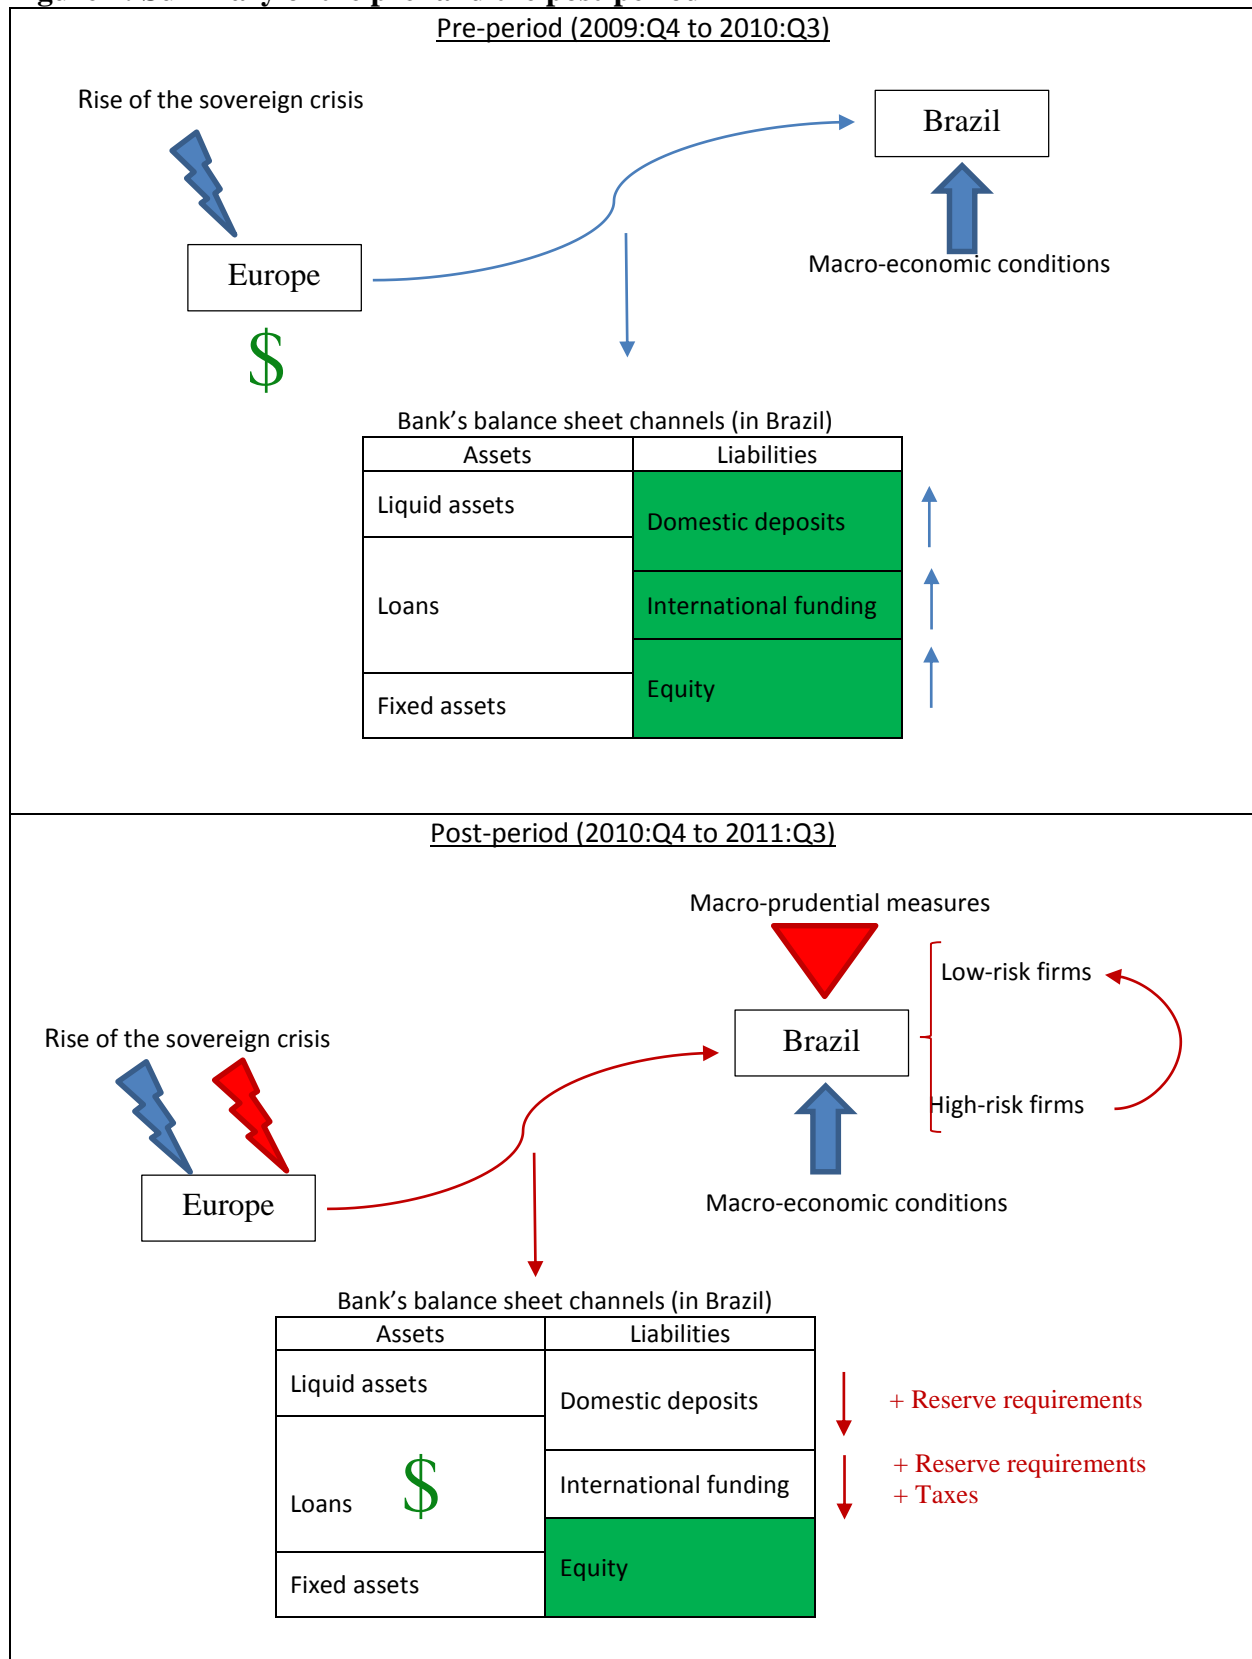 Pre-period (2009:Q4 to 2010:Q3)
Rise of the sovereign crisis
Brazil
Europe
Macro-economic conditions
$
Bank's balance sheet channels (in Brazil)
Assets
Liabilities
Liquid assets
Domestic deposits
Loans
International funding
Equity
Fixed assets
Post-period (2010:Q4 to 2011:Q3)
Macro-prudential measures
Low-risk firms
Rise of the sovereign crisis
Brazil
High-risk firms
Europe
Macro-economic conditions
Bank's balance sheet channels (in Brazil)
Assets
Liabilities
Liquid assets
Domestic deposits
+ Reserve requirements
Loans
$
International funding
+ Reserve requirements
+ Taxes
Equity
Fixed assets